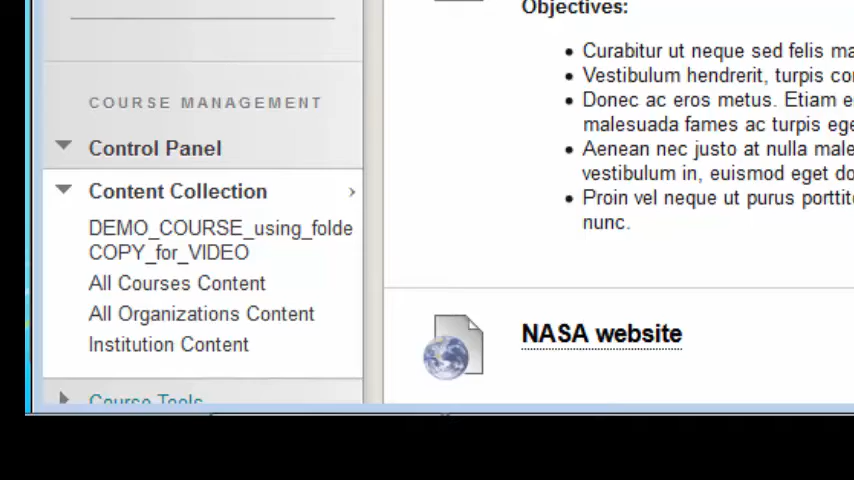 COURSE MANAGEMENT
Control Panel
Content Collection
DEMO_COURSE_using_folde
COPY_for_VIDEO
All Courses Content
All Organizations Content
Institution Content
Course Tools
Objectives:
Curabitur ut neque sed felis ma
Vestibulum hendrerit, turpis co
Donec ac eros metus. Etiam e
malesuada fames ac turpis ege
Aenean nec justo at nulla male
vestibulum in, euismod eget do
Proin vel neque ut purus porttit
nunc.
NASA website